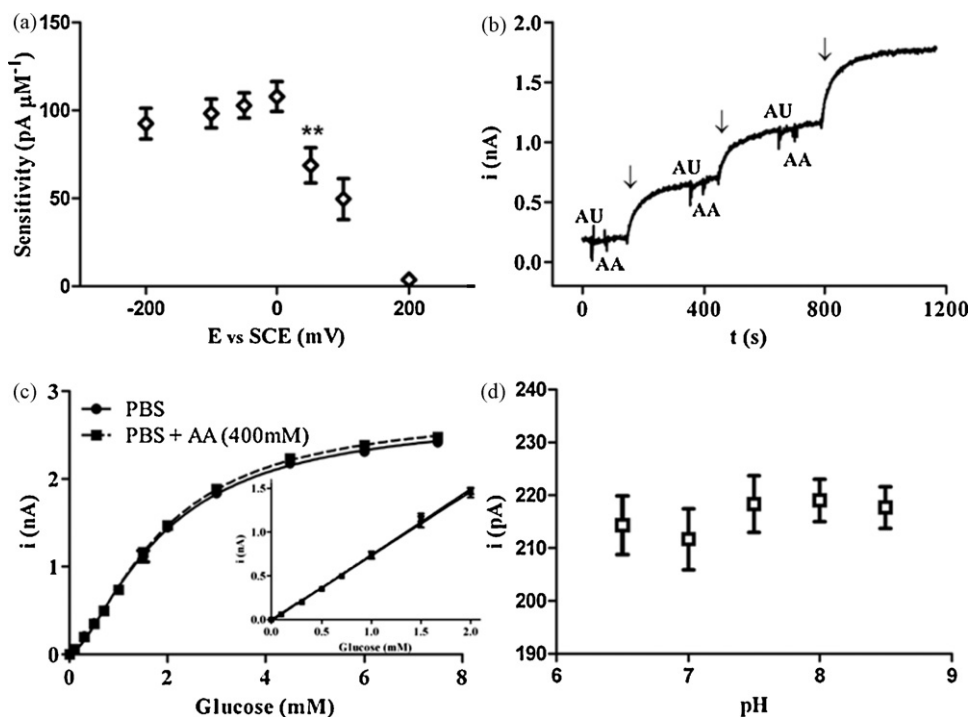 (a)
150
100
50
0
Sensitivity (pA µM⁻¹)
**
-200
0
200
E vs SCE (mV)
(b)
2.0
1.5
1.0
0.5
0.0
i (nA)
↓
↓
↓
AU
AA
AU
AA
AU
AA
0
400
800
1200
t (s)
(c)
3
2
1
0
i (nA)
PBS
PBS + AA (400mM)
0
2
4
6
8
Glucose (mM)
1.5
1.0
0.5
0.0
i (nA)
0.0
0.5
1.0
1.5
2.0
Glucose (mM)
(d)
240
230
220
210
200
190
i (pA)
6
7
8
9
pH